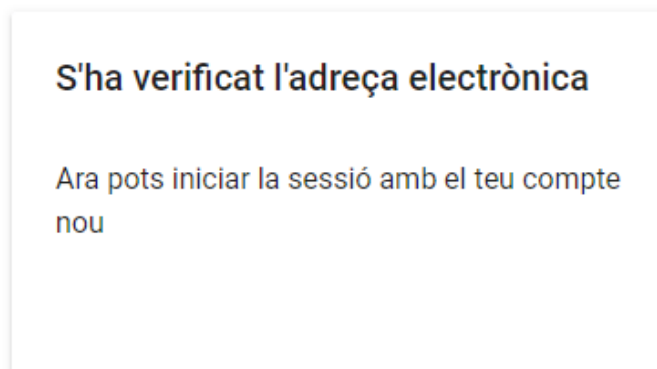 S'ha verificat l'adreça electrònica
Ara pots iniciar la sessió amb el teu compte
nou